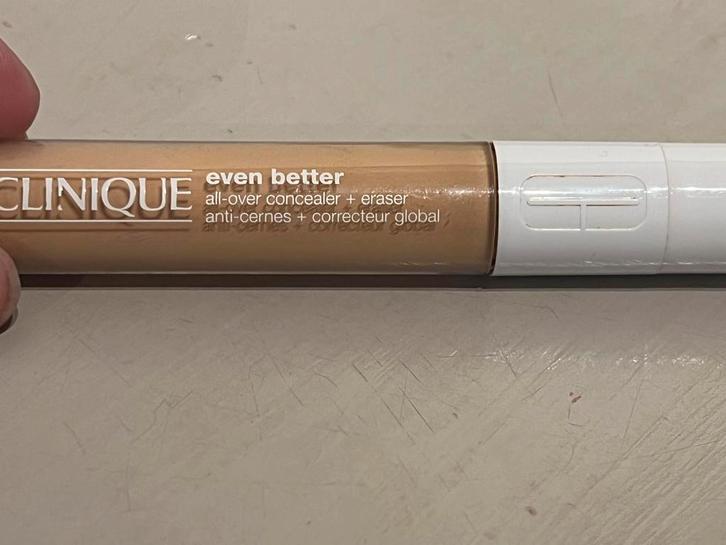 CLINIQUE
even better
all-over concealer + eraser
anti-cernes + correcteur global